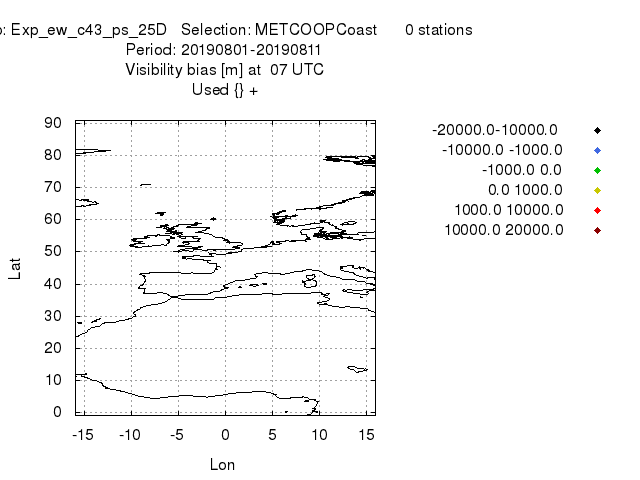 : Exp_ew_c43_ps_25D Selection: METCOOPCoast 0 stations
Period: 20190801-20190811
Visibility bias [m] at 07 UTC
Used {} +
90
80
70
60
50
40
30
20
10
0
Lat
-15 -10 -5 0 5 10 15
Lon
-20000.0-10000.0
-10000.0 -1000.0
-1000.0 0.0
0.0 1000.0
1000.0 10000.0
10000.0 20000.0